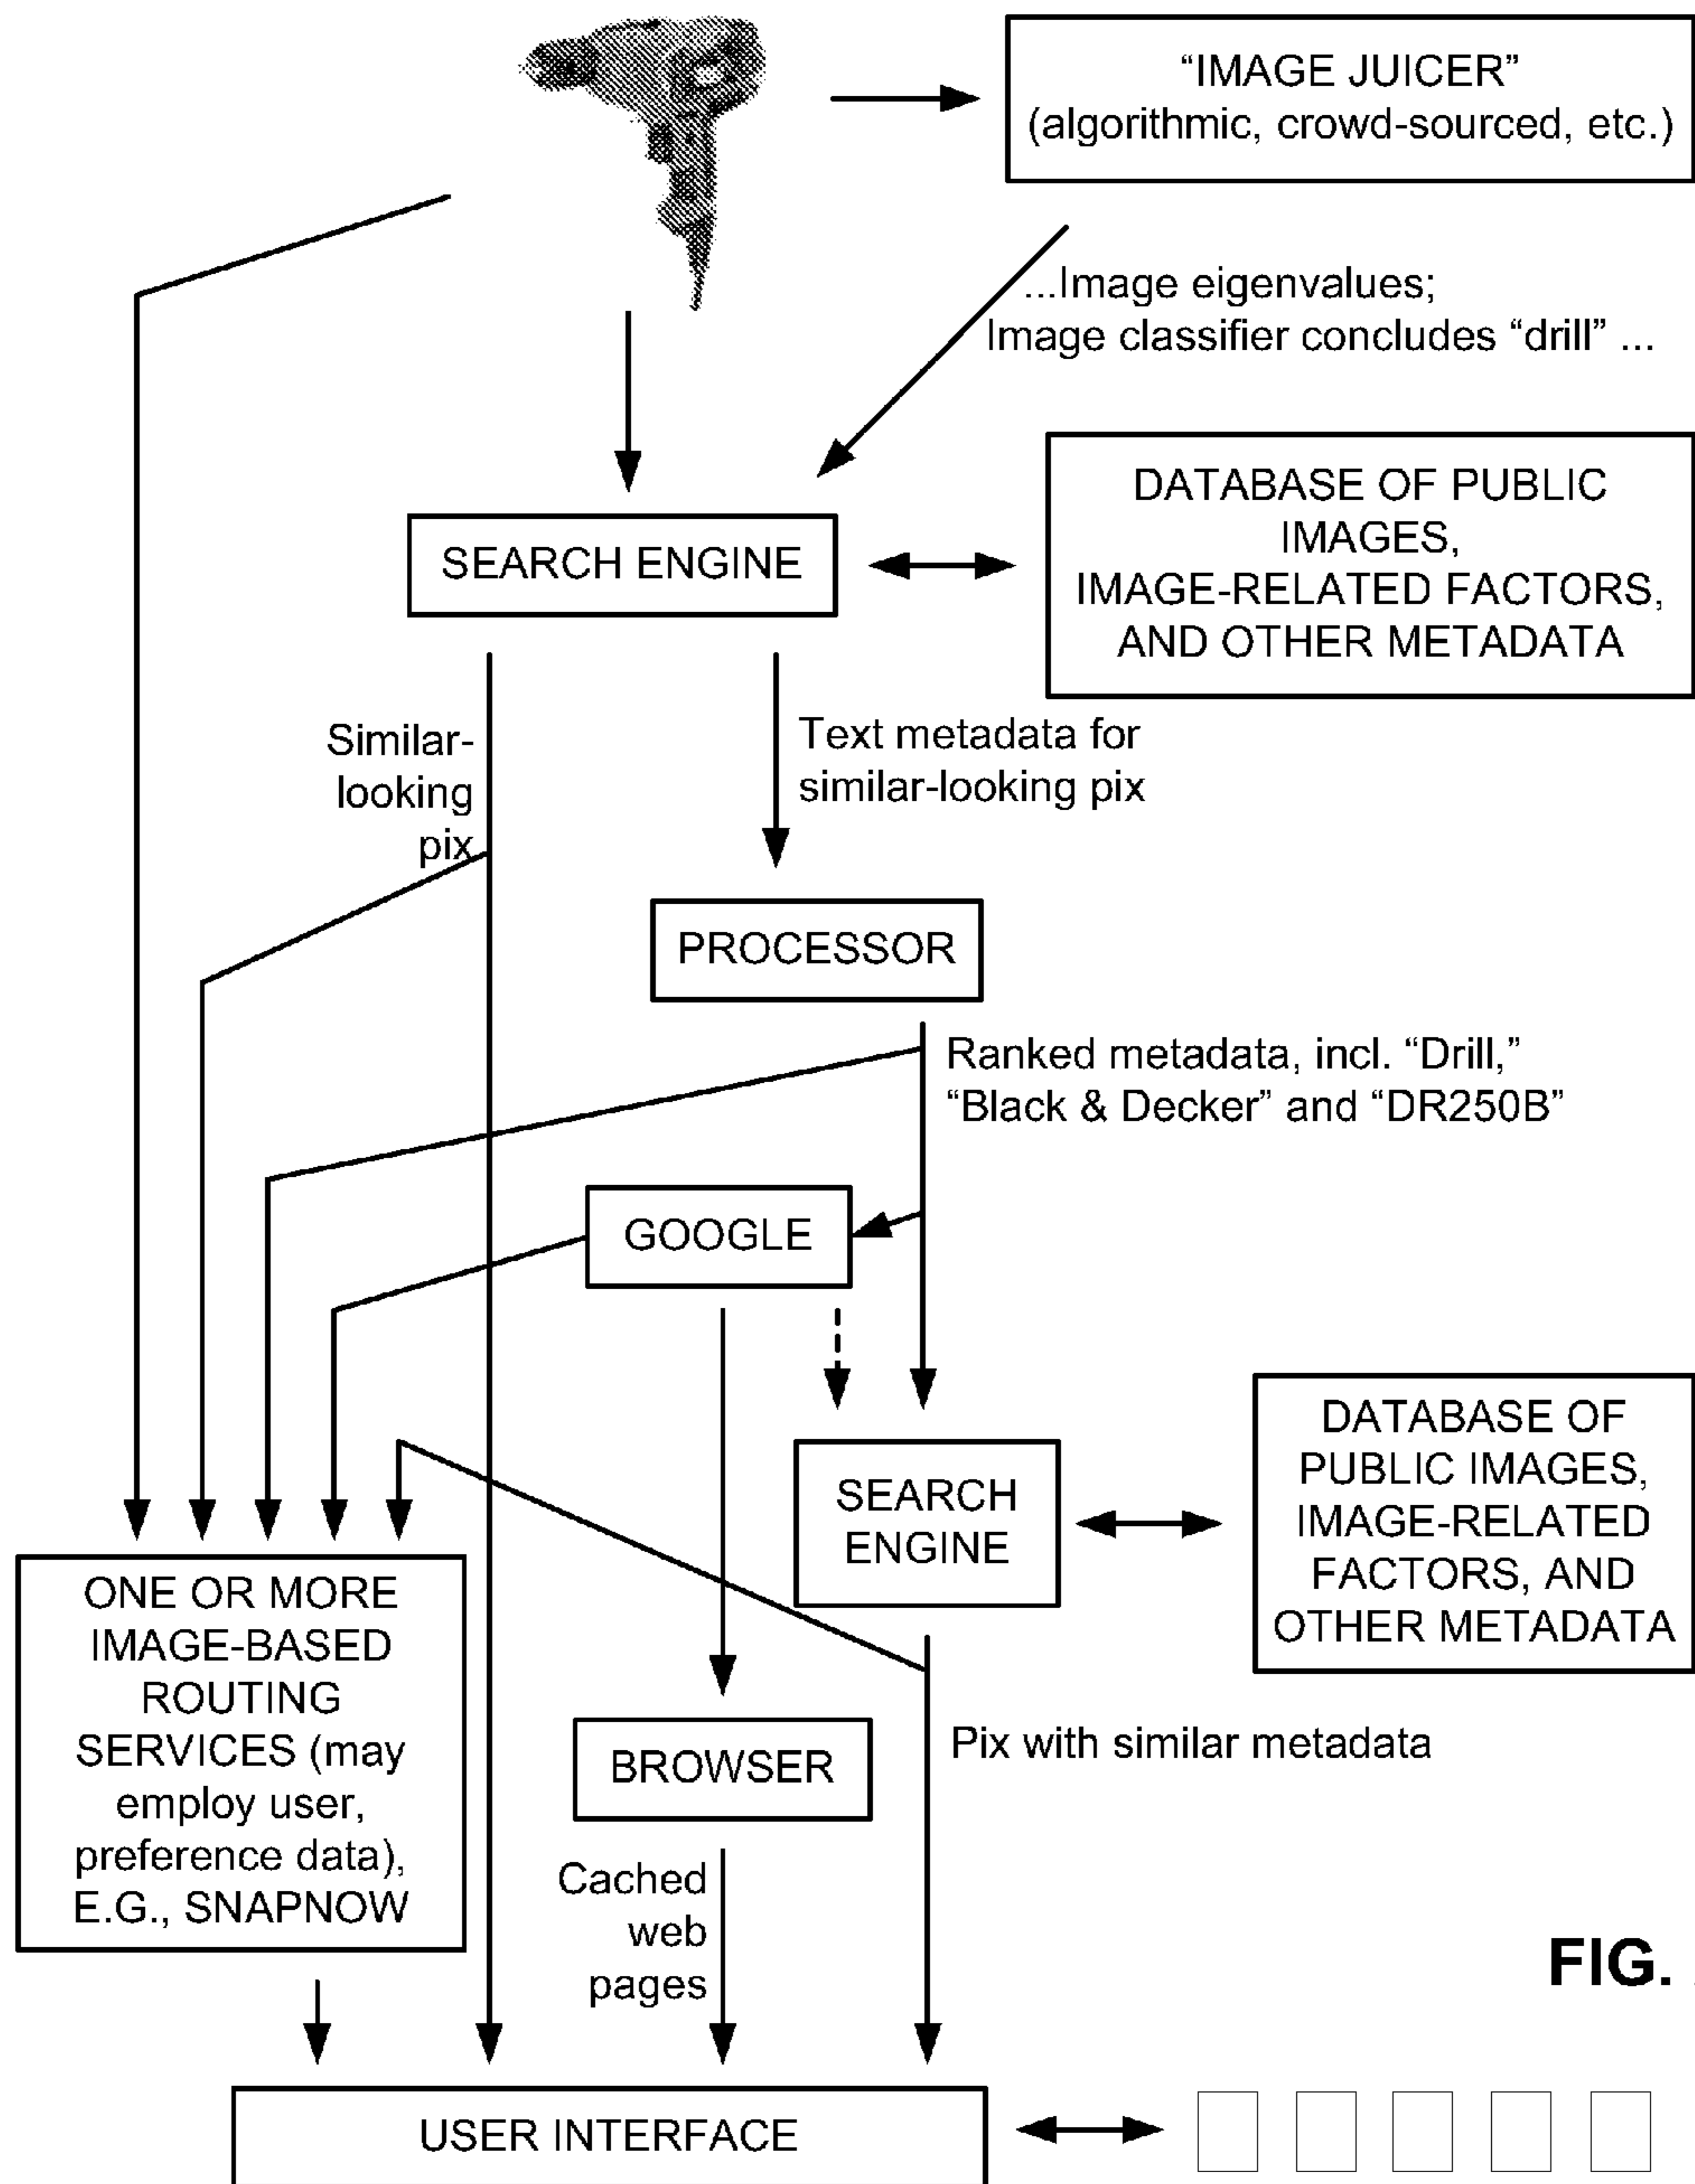 “IMAGE JUICER”
(algorithmic, crowd-sourced, etc.)
...Image eigenvalues;
Image classifier concludes “drill” ...
DATABASE OF PUBLIC
IMAGES,
IMAGE-RELATED FACTORS,
AND OTHER METADATA
SEARCH ENGINE
Similar-
looking
pix
Text metadata for
similar-looking pix
PROCESSOR
Ranked metadata, incl. “Drill,”
“Black & Decker” and “DR250B”
GOOGLE
SEARCH
ENGINE
DATABASE OF
PUBLIC IMAGES,
IMAGE-RELATED
FACTORS, AND
OTHER METADATA
ONE OR MORE
IMAGE-BASED
ROUTING
SERVICES (may
employ user,
preference data),
E.G., SNAPNOW
BROWSER
Pix with similar metadata
Cached
web
pages
FIG.
USER INTERFACE